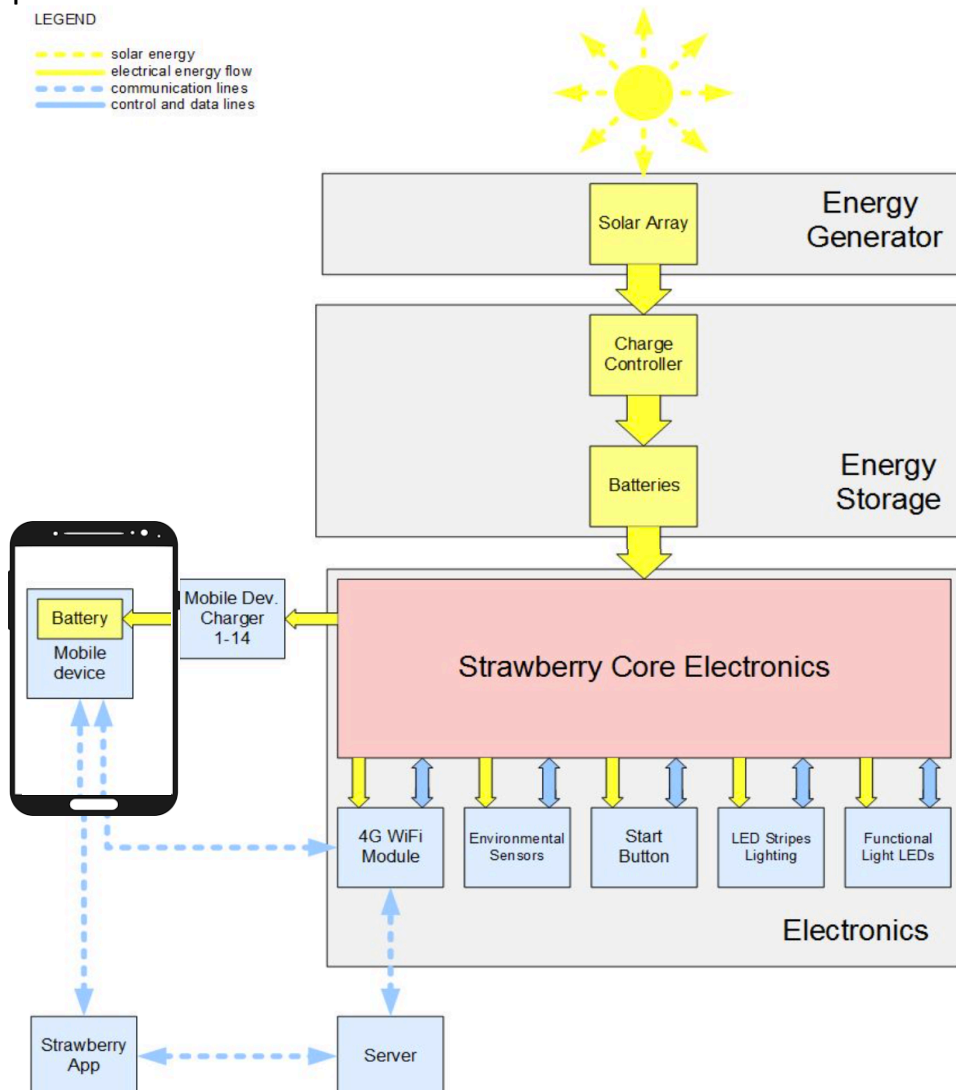 LEGEND
solar energy
electrical energy flow
communication lines
control and data lines
Solar Array
Energy
Generator
Charge
Controller
Batteries
Energy
Storage
Battery
Mobile
device
Mobile Dev.
Charger
1-14
Strawberry Core Electronics
4G WiFi
Module
Environmental
Sensors
Start
Button
LED Stripes
Lighting
Functional
Light LEDs
Electronics
Strawberry
App
Server